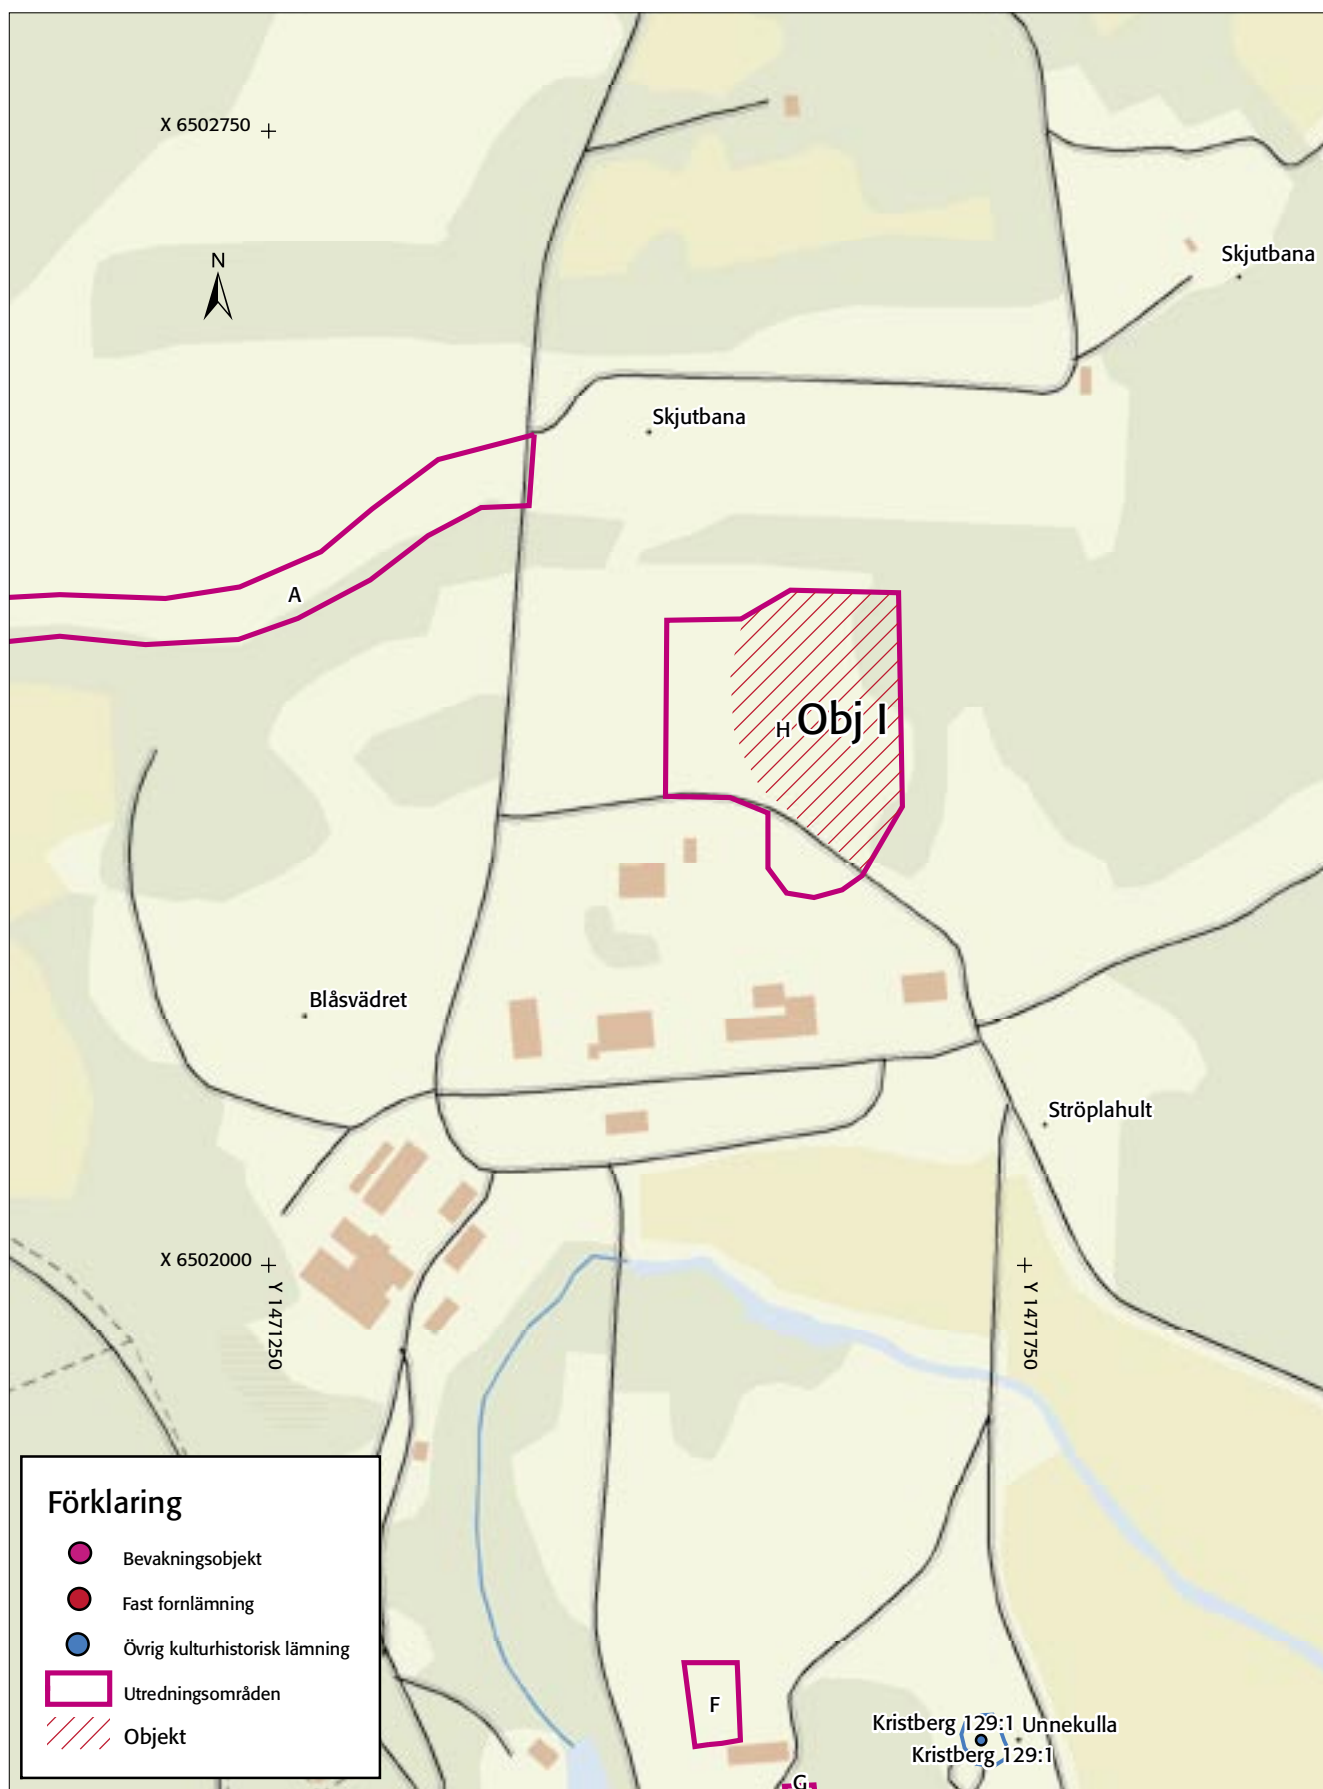 X 6502750
N
Skjutbana
Skjutbana
A
H
Obj I
Blåsvädret
Ströplahult
X 6502000
Y 1471250
Y 1471750
Förklaring
Bevakningsobjekt
Fast fornlämning
Övrig kulturhistorisk lämning
Utredningsområden
Objekt
F
Kristberg 129:1
Unnekulla
Kristberg 129:1
G